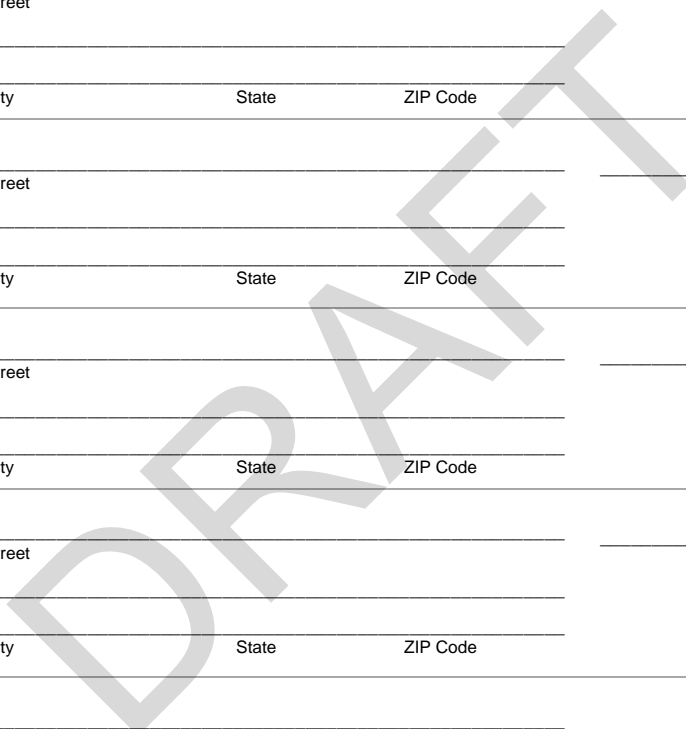 reet
ty State ZIP Code
reet
ty State ZIP Code
reet
ty State ZIP Code
reet
ty State ZIP Code
DRAFT